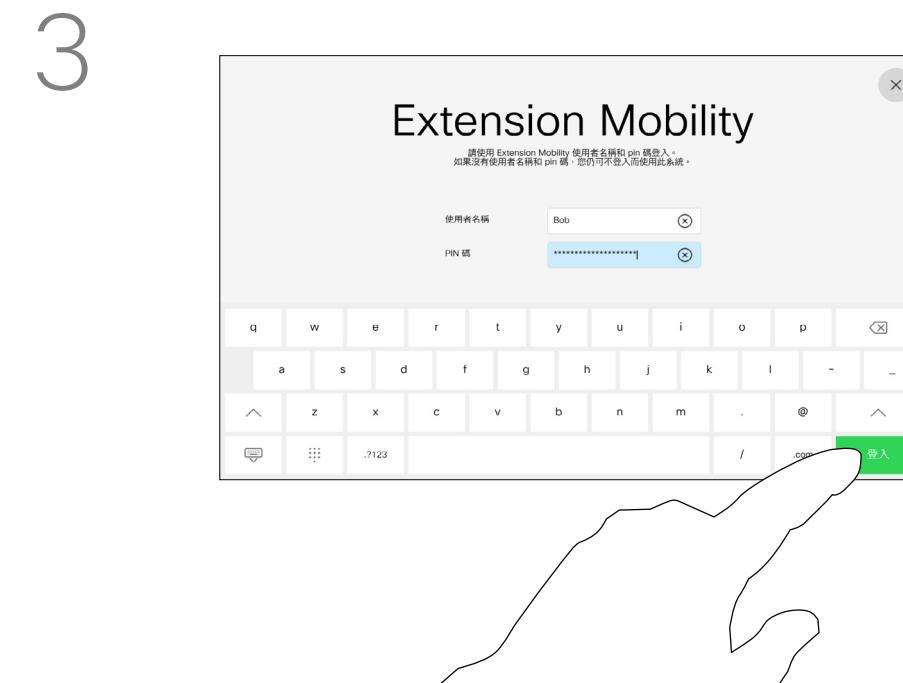 3
Extension Mobility
請使用 Extension Mobility 使用者名稱和 pin 碼登入。
如果沒有使用者名稱和 pin 碼，您仍可不登入而使用此系統。
使用者名稱 Bob
PIN 碼 ********************
q w e r t y u i o p
a s d f g h j k l - _
z x c v b n m . @
.?123 / .com 登入